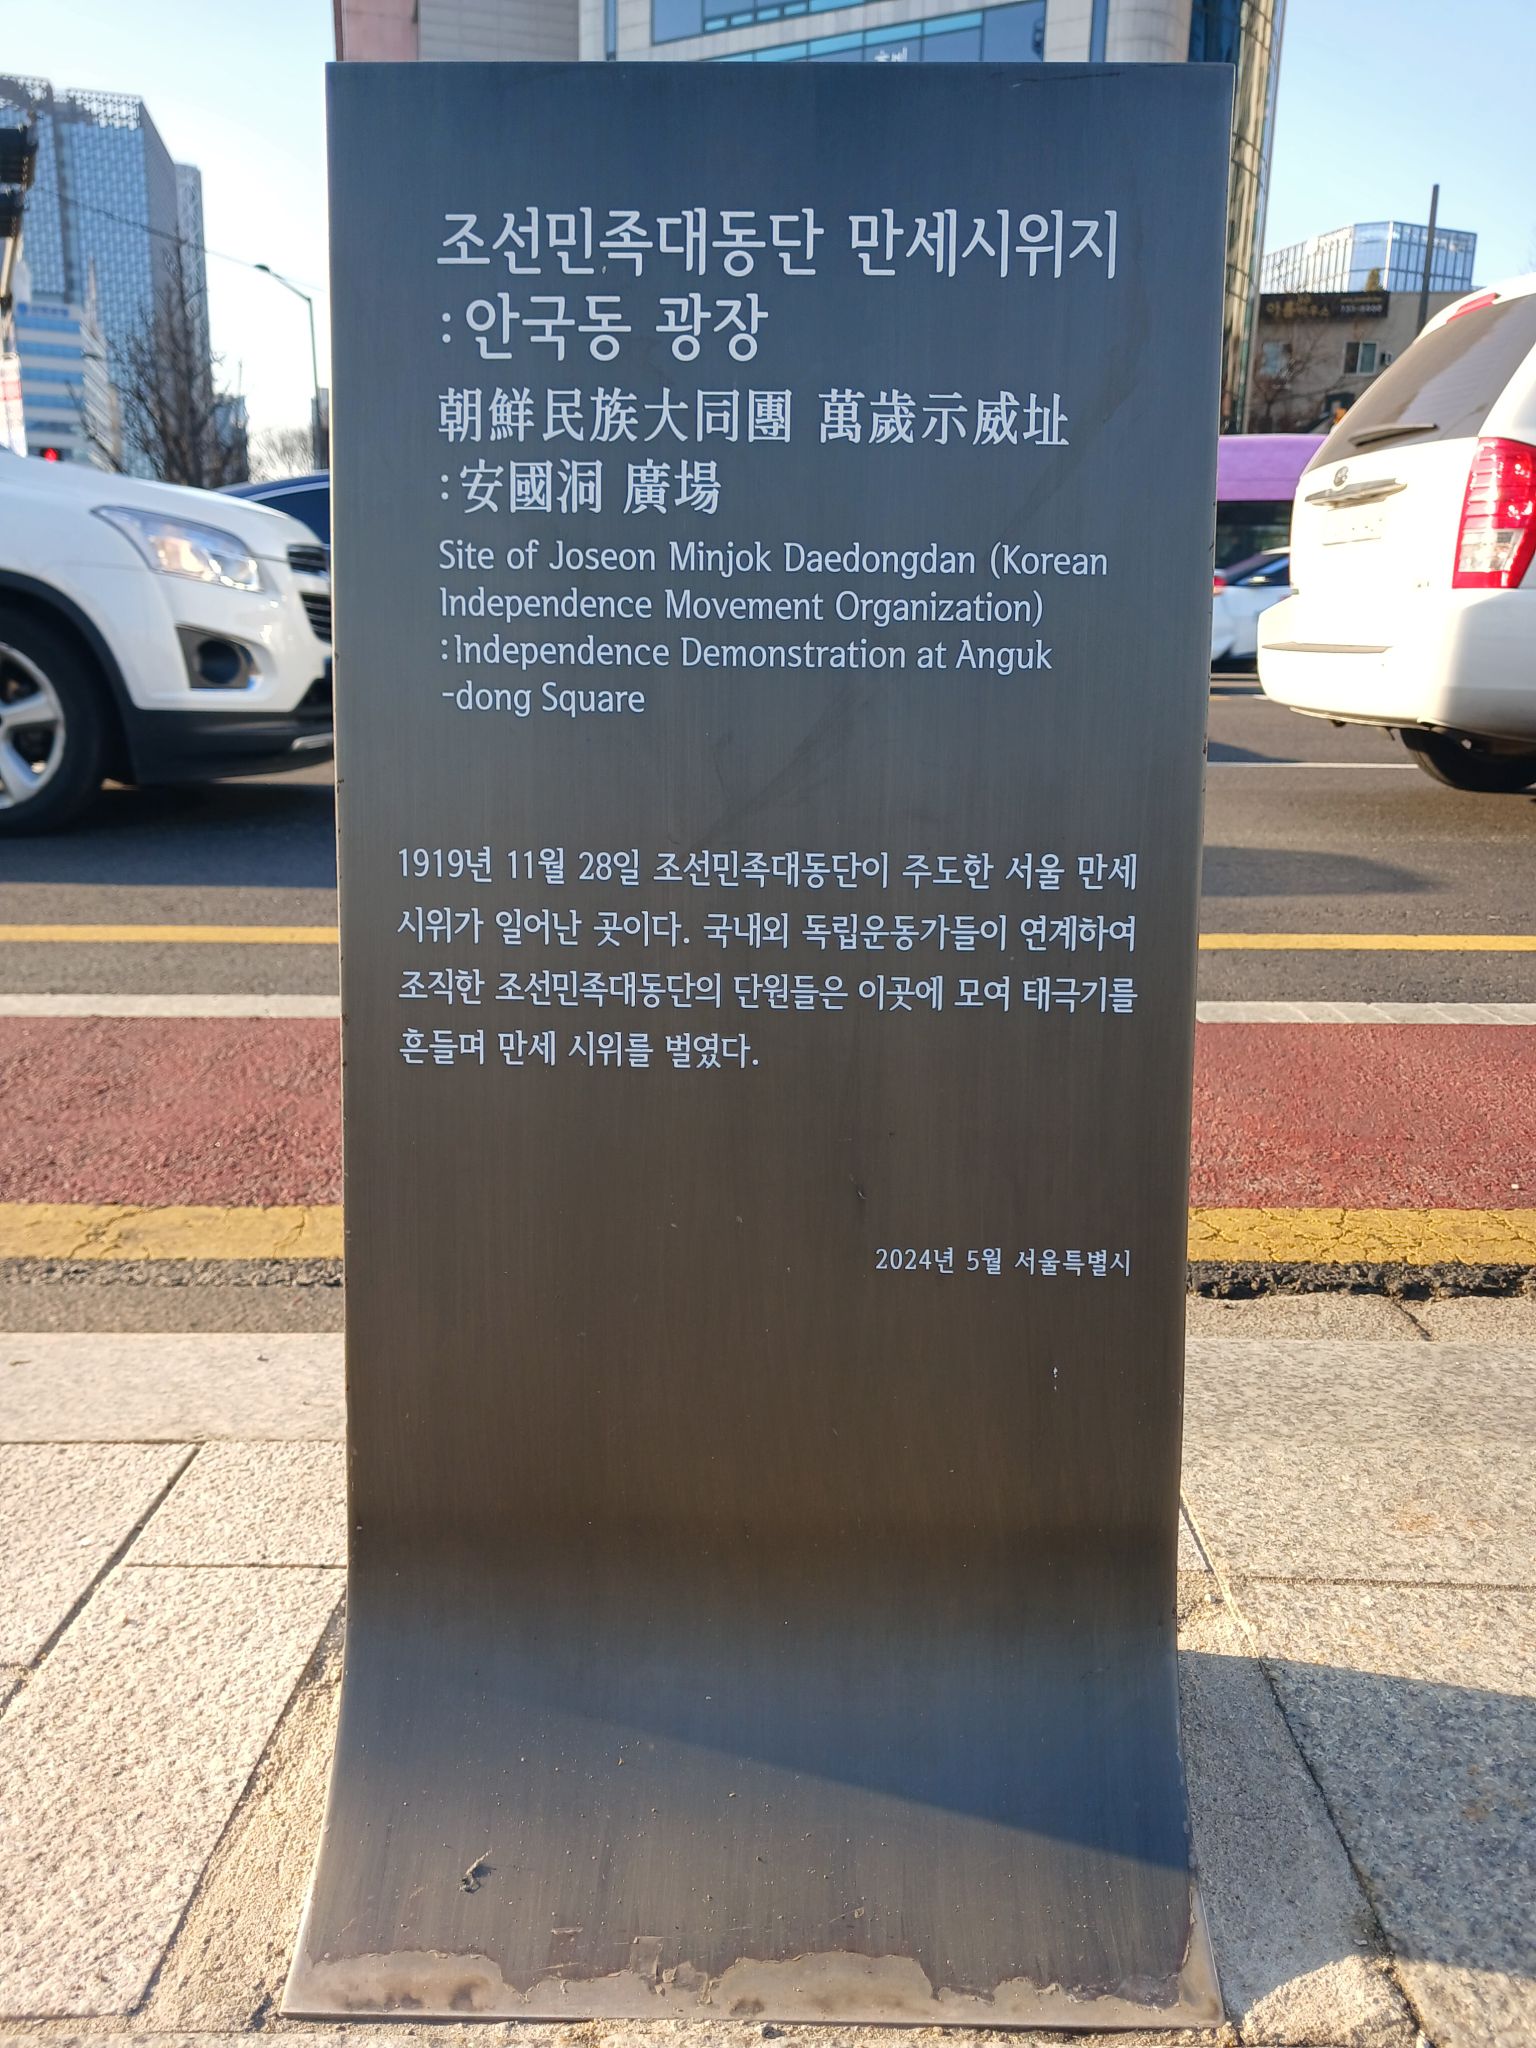 조선민족대동단 만세시위지
: 안국동 광장
朝鮮民族大同團 萬歲示威址
: 安國洞 廣場
Site of Joseon Minjok Daedongdan (Korean
Independence Movement Organization)
: Independence Demonstration at Anguk
-dong Square
1919년 11월 28일 조선민족대동단이 주도한 서울 만세
시위가 일어난 곳이다. 국내외 독립운동가들이 연계하여
조직한 조선민족대동단의 단원들은 이곳에 모여 태극기를
흔들며 만세 시위를 벌였다.
2024년 5월 서울특별시